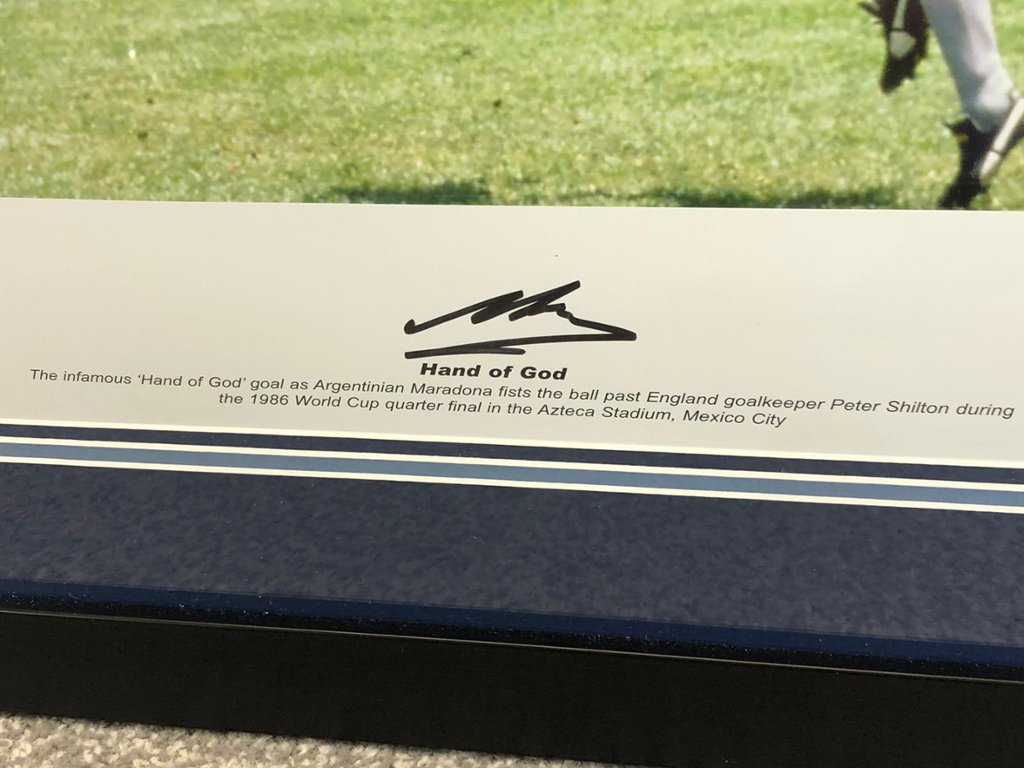 Hand of God
The infamous ‘Hand of God’ goal as Argentinian Maradona fists the ball past England goalkeeper Peter Shilton during
the 1986 World Cup quarter final in the Azteca Stadium, Mexico City